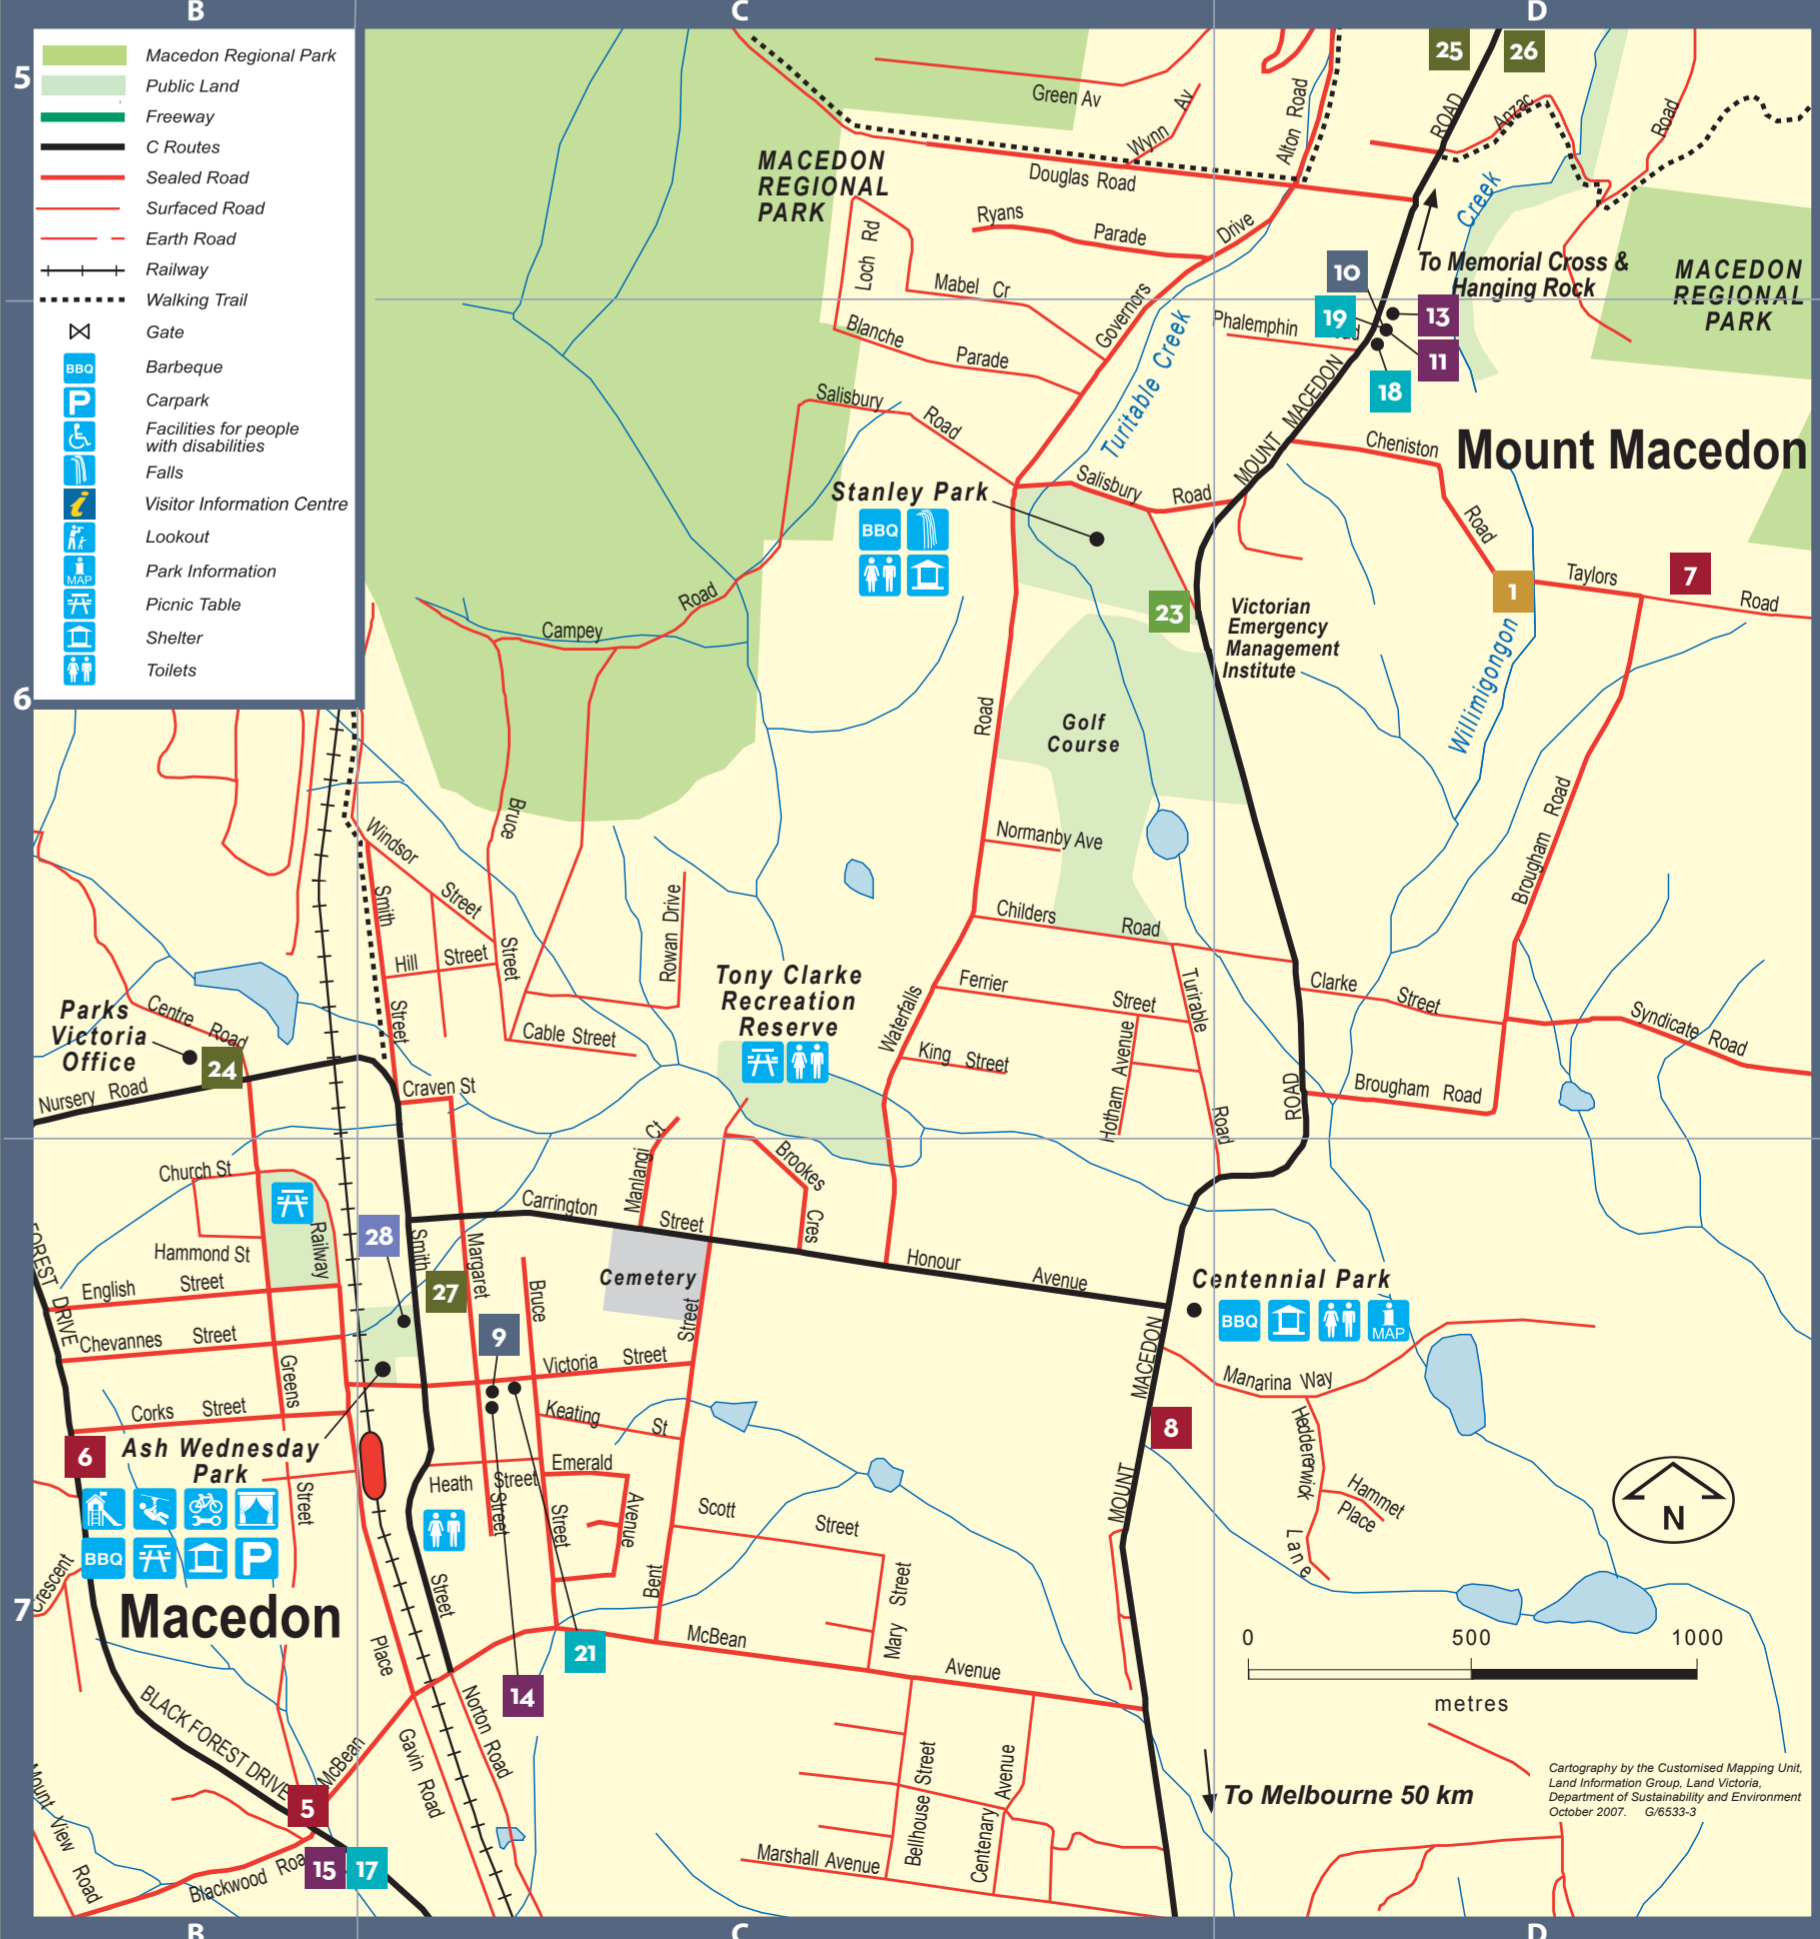 B
C
D
5
6
7
Macedon Regional Park
Public Land
Freeway
C Routes
Sealed Road
Surfaced Road
Earth Road
Railway
Walking Trail
Gate
BBQ
Barbeque
P
Carpark
Facilities for people
with disabilities
Falls
i
Visitor Information Centre
Lookout
i
MAP
Park Information
Picnic Table
Shelter
Toilets
25
26
Green Av
Wynn Av
Alton Road
ROAD
Anzac
Road
MACEDON
REGIONAL
PARK
Douglas Road
Creek
Ryans Parade
Drive
Loch Rd
10
To Memorial Cross &
Hanging Rock
MACEDON
REGIONAL
PARK
Mabel Cr
Governors
19
13
Phalemphin
11
Blanche Parade
18
Turitable Creek
MOUNT MACEDON
Salisbury Road
Cheniston Road
Mount Macedon
Salisbury Road
Stanley Park
BBQ
Taylors Road
7
1
23
Victorian
Emergency
Management
Institute
Campey Road
Willimigongon
Golf
Course
Road
Brougham Road
Bruce
Windsor Street
Normanby Ave
Smith
Rowan Drive
Childers Road
Hill Street
Street
Tony Clarke
Recreation
Reserve
Ferrier Street
Turirable
Clarke Street
Parks
Victoria
Office
Centre Road
Street
Cable Street
Waterfalls
King Street
Hotham Avenue
Syndicate Road
24
Nursery Road
Craven St
ROAD
Brougham Road
Road
Church St
Manlangi Ct
Brookes Cres
Carrington Street
28
Hammond St
Railway
Smith
Margaret
Honour Avenue
FOREST DRIVE
English Street
27
Bruce
Cemetery
Centennial Park
BBQ
i
MAP
Chevannes Street
9
Street
MACEDON
Greens
Victoria Street
Manarina Way
Corks Street
Keating St
8
6
Ash Wednesday
Park
Heath Street
Emerald
Hedderwick
Hammet
Place
Street
Street
Street
Avenue
Scott Street
MOUNT
N
BBQ
P
Lane
Crescent
Street
Bent
Mary Street
Macedon
0 500 1000
metres
Place
21
McBean Avenue
14
BLACK FOREST DRIVE
McBean
Norton Road
Gavin Road
Bellhouse Street
Centenary Avenue
Cartography by the Customised Mapping Unit,
Land Information Group, Land Victoria,
Department of Sustainability and Environment
October 2007. G/6533-3
To Melbourne 50 km
5
Mount View Road
Marshall Avenue
15
17
Blackwood
B
C
D